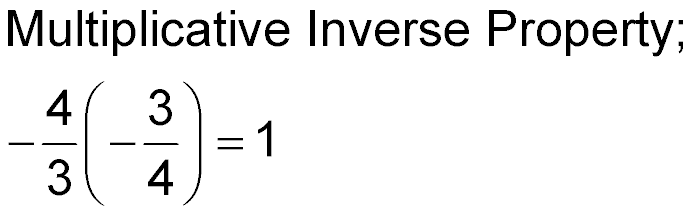 Multiplicative Inverse Property;
-4/3(-3/4) = 1